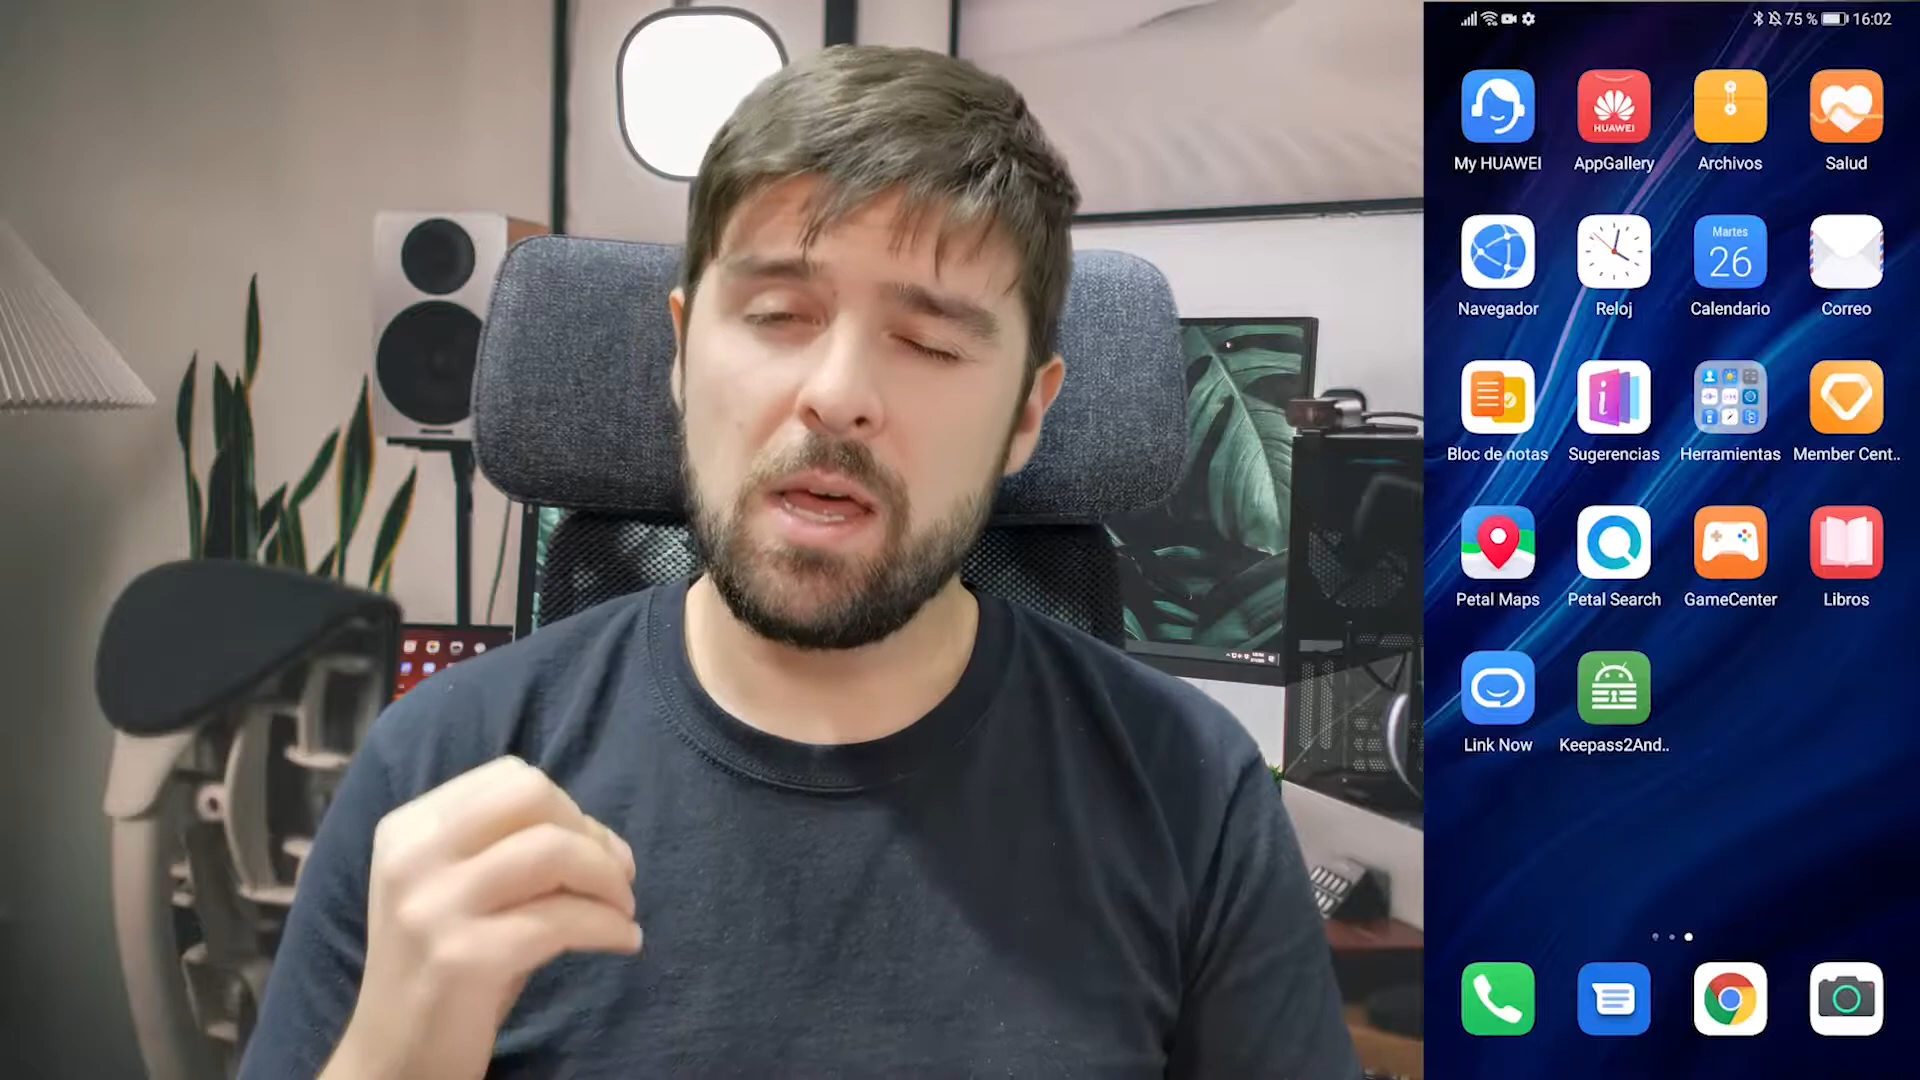 75 % 16:02
HUAWEI
My HUAWEI AppGallery Archivos Salud
Martes
26
Navegador Reloj Calendario Correo
Bloc de notas Sugerencias Herramientas Member Cent..
Petal Maps Petal Search GameCenter Libros
Link Now Keepass2And..